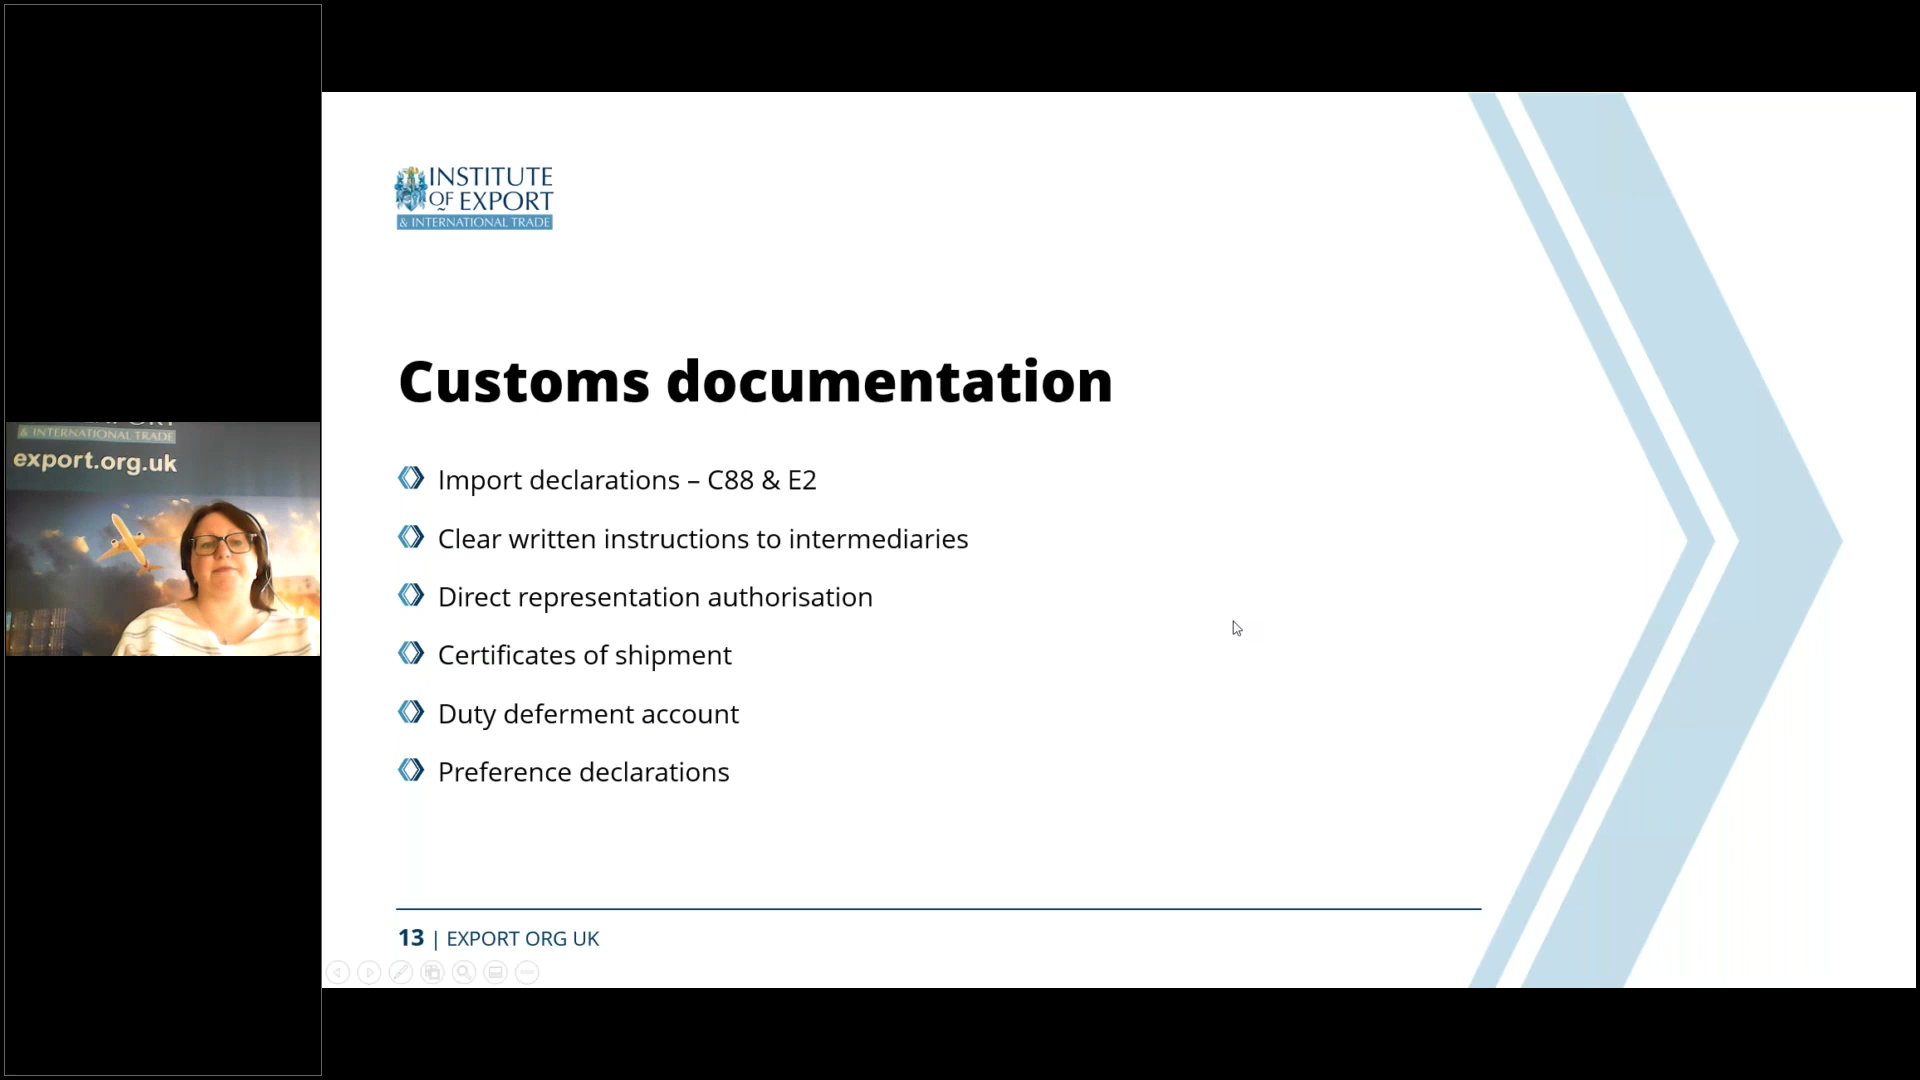 & INTERNATIONAL TRADE
export.org.uk
INSTITUTE
OF EXPORT
& INTERNATIONAL TRADE
Customs documentation
Import declarations – C88 & E2
Clear written instructions to intermediaries
Direct representation authorisation
Certificates of shipment
Duty deferment account
Preference declarations
13 | EXPORT ORG UK